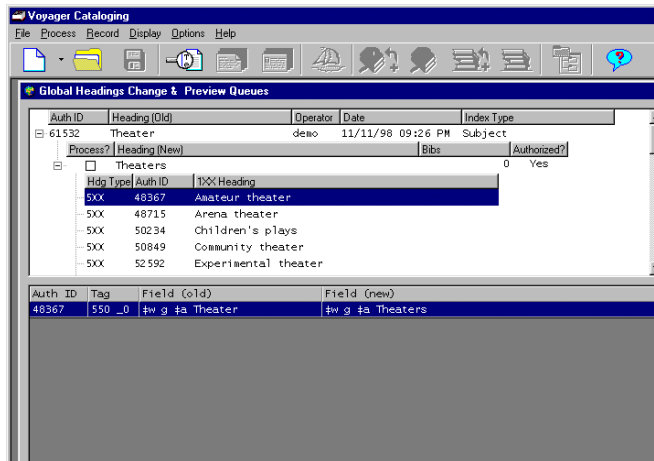 Voyager Cataloging
File Process Record Display Options Help
Global Headings Change & Preview Queues
Auth ID Heading (Old) Operator Date Index Type
61532 Theater demo 11/11/98 09:26 PM Subject
Process? Heading (New) Bibs Authorized?
Theaters 0 Yes
Hdg Type Auth ID 1XX Heading
5XX 48367 Amateur theater
5XX 48715 Arena theater
5XX 50234 Children's plays
5XX 50849 Community theater
5XX 52592 Experimental theater
Auth ID Tag Field (old) Field (new)
48367 550 _0 ‡w g ‡a Theater ‡w g ‡a Theaters